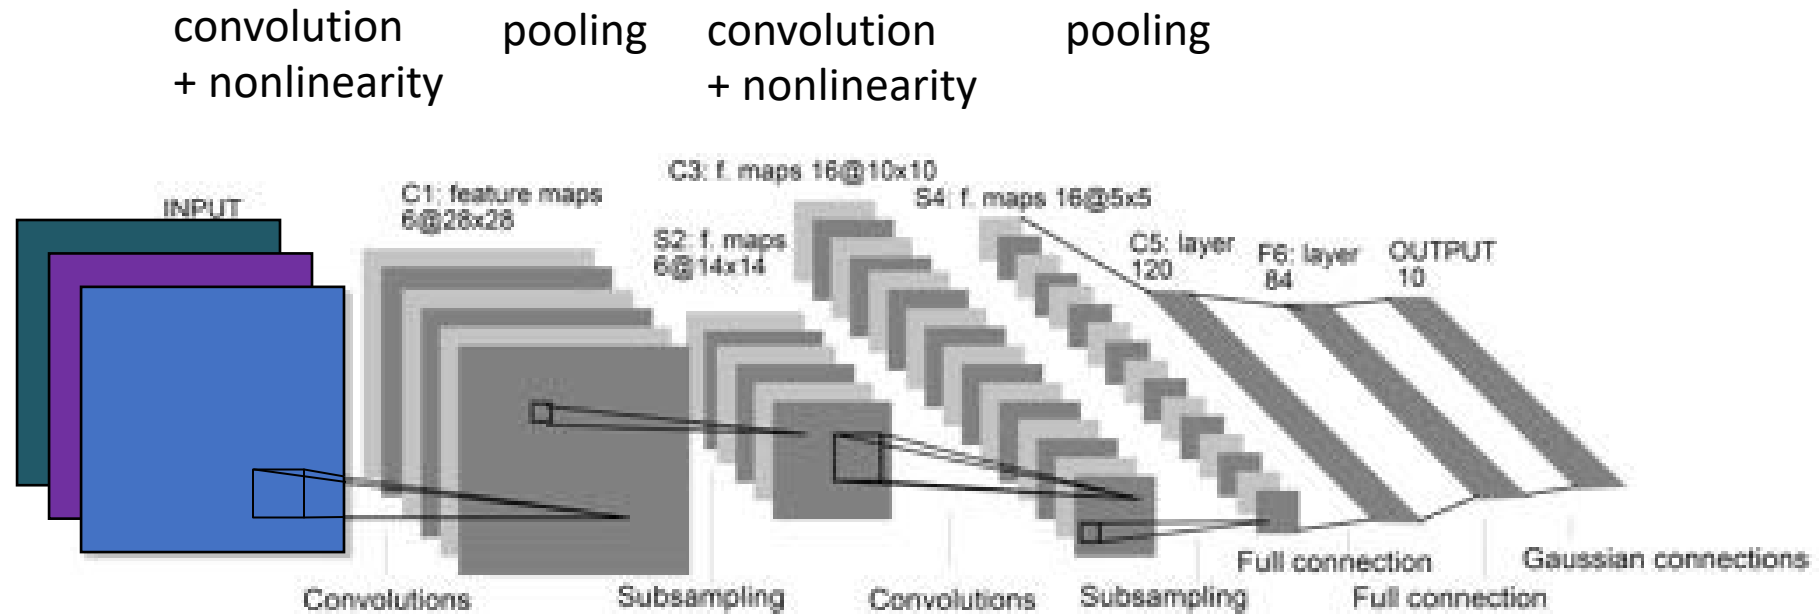 convolution
+ nonlinearity
pooling
convolution
+ nonlinearity
pooling
INPUT
C1: feature maps
6@28x28
S2: f. maps
6@14x14
C3: f. maps 16@10x10
S4: f. maps 16@5x5
C5: layer
120
F6: layer
84
OUTPUT
10
Convolutions
Subsampling
Convolutions
Subsampling
Full connection
Full connection
Gaussian connections